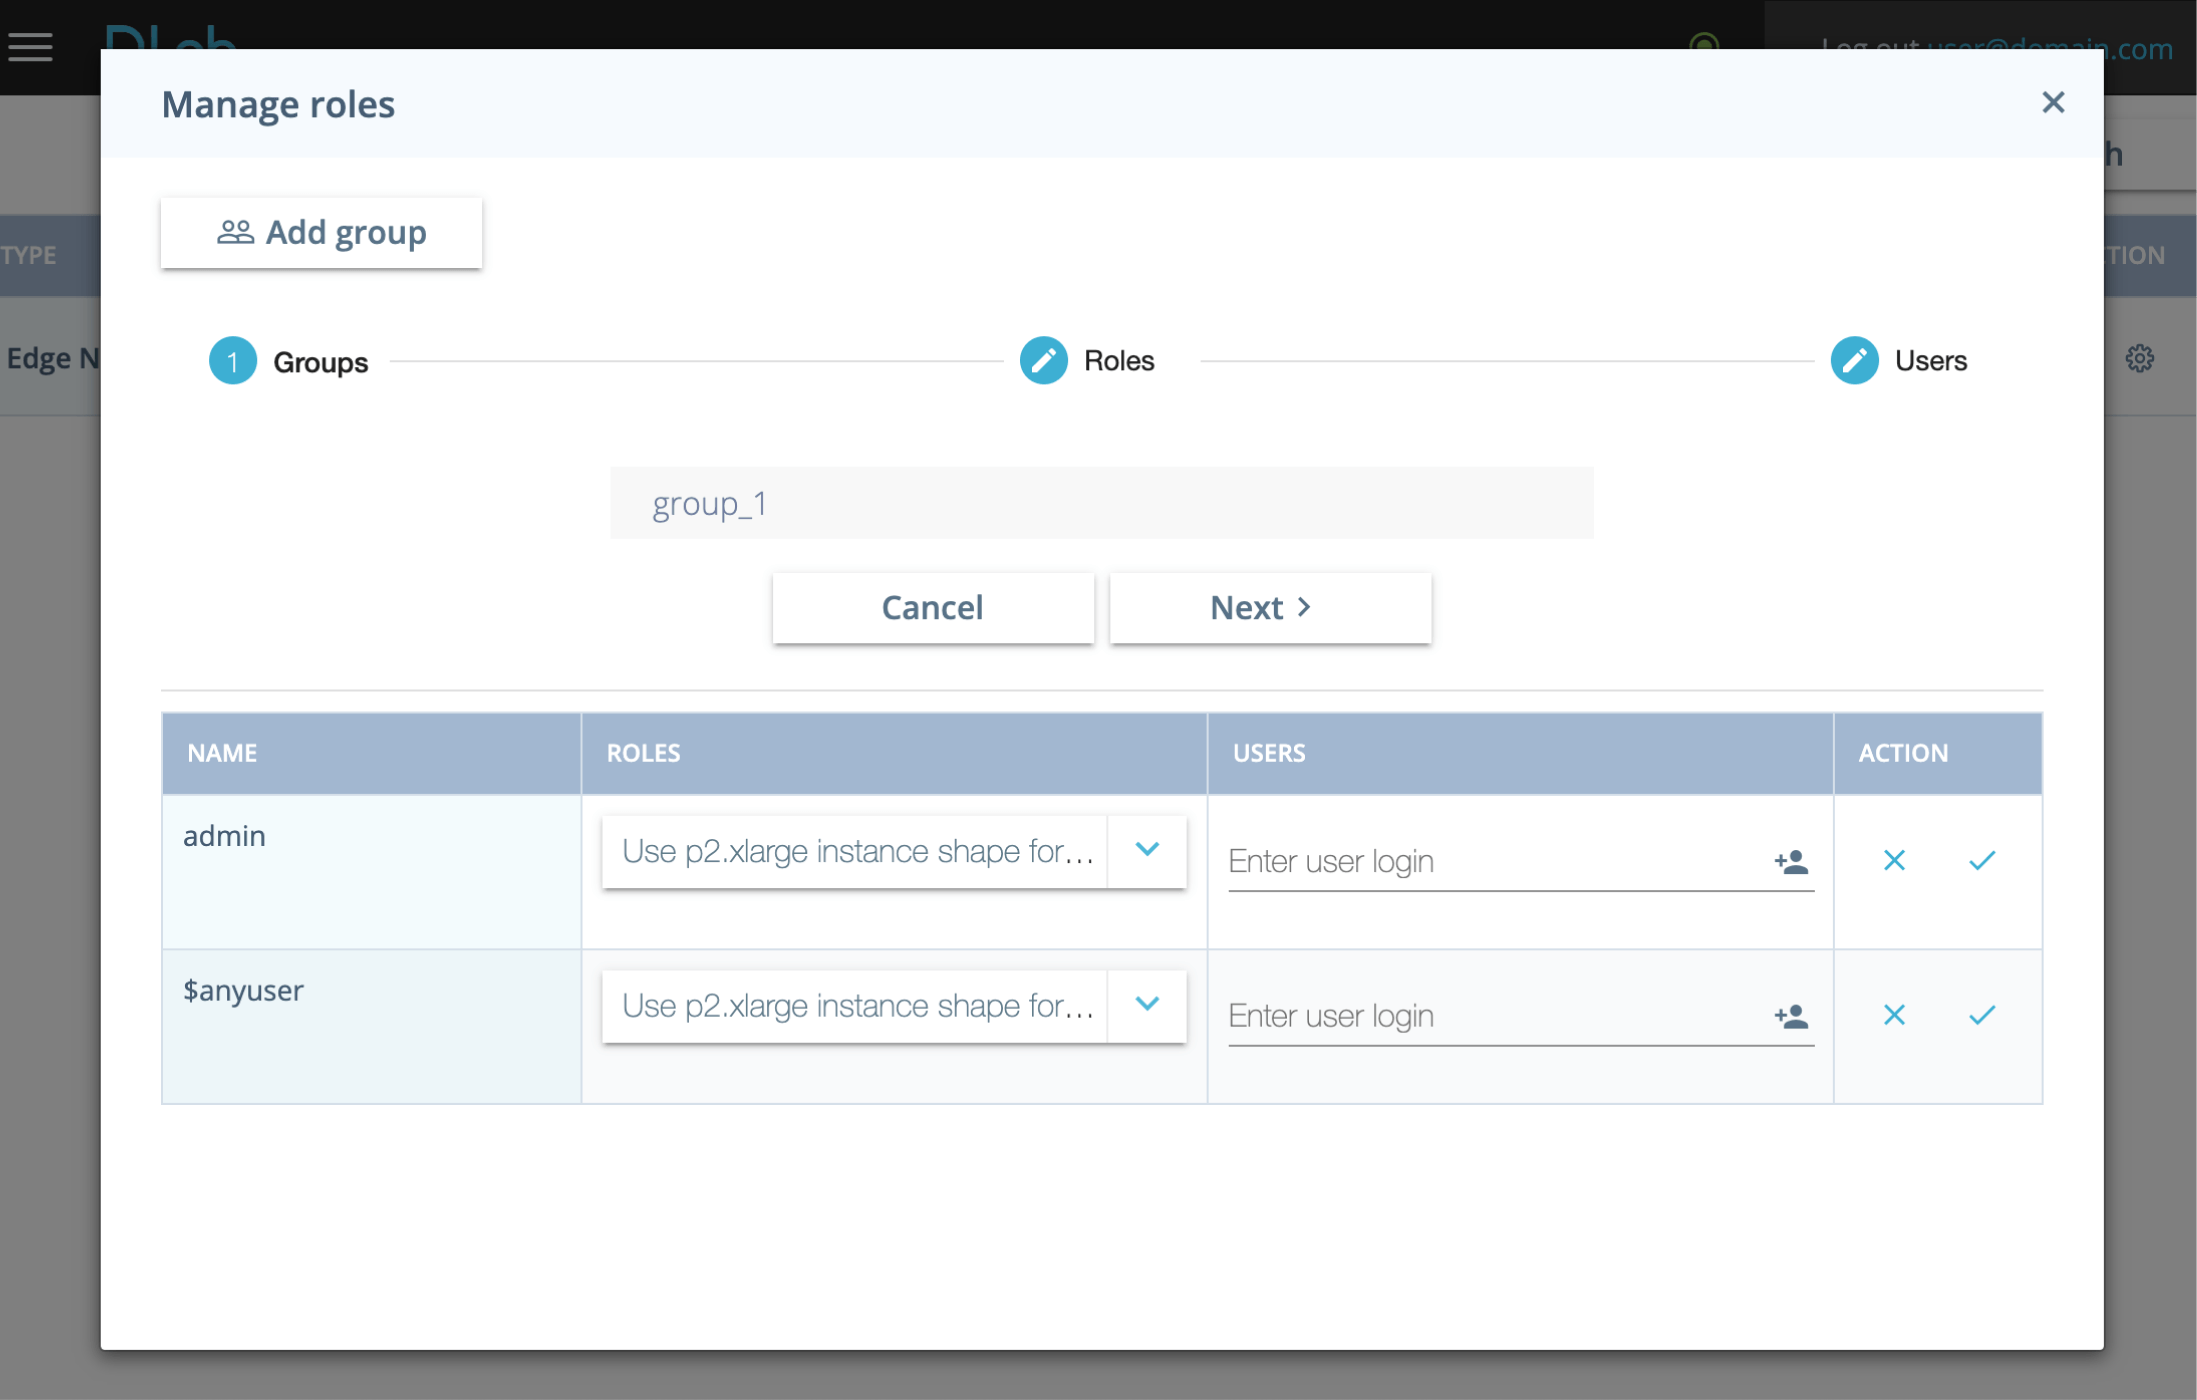 DLab
Log out user@domain.com
Manage roles
Add group
TYPE
TION
Edge N
1 Groups
Roles
Users
group_1
Cancel
Next
NAME
ROLES
USERS
ACTION
admin
Use p2.xlarge instance shape for...
Enter user login
$anyuser
Use p2.xlarge instance shape for...
Enter user login